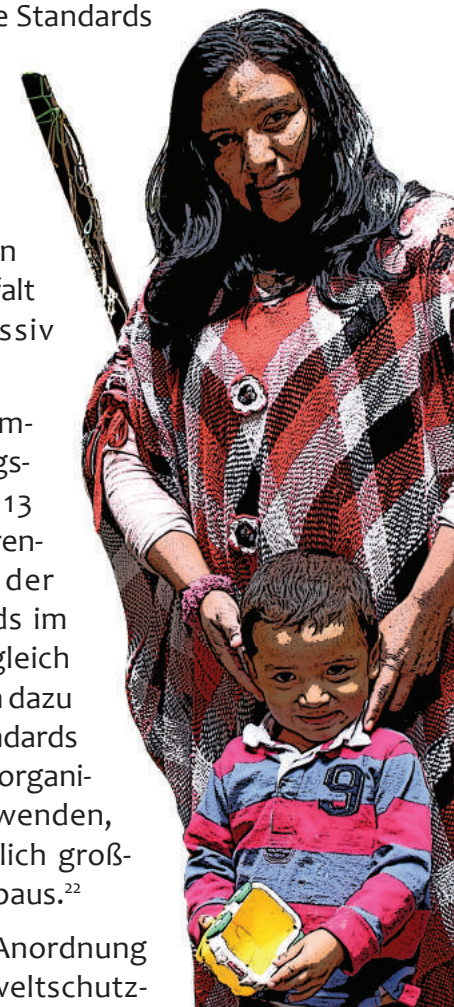 e Standards
n
falt
ssiv
m-
gs-
13
ren-
der
ds im
gleich
n dazu
ndards
organi-
wenden,
lich groß-
baus.²²
Anordnung
weltschutz-
9